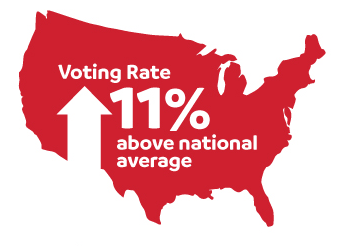 Voting Rate
11%
above national
average